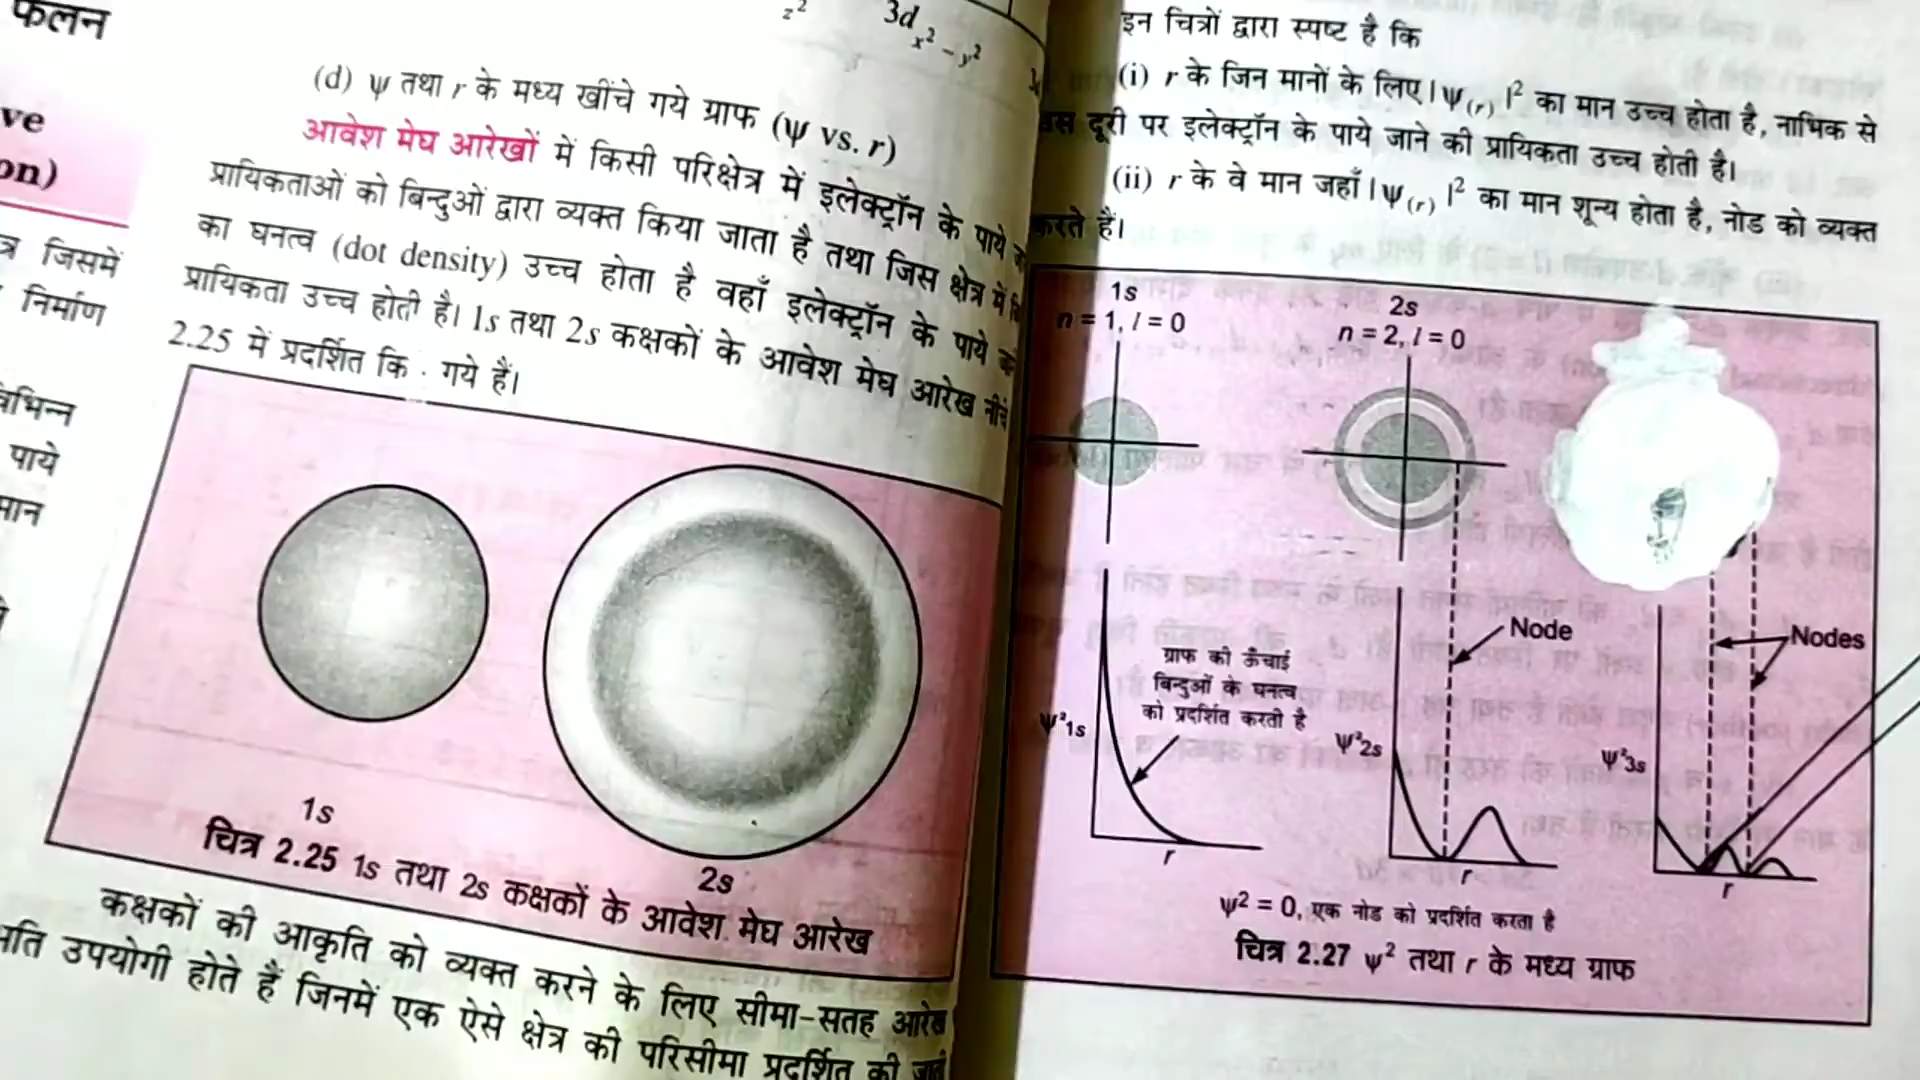 फलन
ve
on)
त्र जिसमें
निर्माण
विभिन्न
पाये
मान
z²
3d x² – y²
(d) ψ तथा r के मध्य खींचे गये ग्राफ (ψ vs. r)
आवेश मेघ आरेखों में किसी परिक्षेत्र में इलेक्ट्रॉन के पाये
प्रायिकताओं को बिन्दुओं द्वारा व्यक्त किया जाता है तथा जिस क्षेत्र में
का घनत्व (dot density) उच्च होता है वहाँ इलेक्ट्रॉन के पाये
प्रायिकता उच्च होती है। 1s तथा 2s कक्षकों के आवेश मेघ आरेख नीचे
2.25 में प्रदर्शित कि गये हैं।
1s
2s
चित्र 2.25 1s तथा 2s कक्षकों के आवेश मेघ आरेख
कक्षकों की आकृति को व्यक्त करने के लिए सीमा-सतह आरेख
अति उपयोगी होते हैं जिनमें एक ऐसे क्षेत्र की परिसीमा प्रदर्शित की
इन चित्रों द्वारा स्पष्ट है कि
(i) r के जिन मानों के लिए |ψ(r)|² का मान उच्च होता है, नाभिक से
उस दूरी पर इलेक्ट्रॉन के पाये जाने की प्रायिकता उच्च होती है।
(ii) r के वे मान जहाँ |ψ(r)|² का मान शून्य होता है, नोड को व्यक्त
करते हैं।
1s
n = 1, l = 0
2s
n = 2, l = 0
Node
Nodes
ग्राफ की ऊँचाई
बिन्दुओं के घनत्व
को प्रदर्शित करती है
ψ²1s
ψ²2s
ψ²3s
r
r
r
ψ² = 0, एक नोड को प्रदर्शित करता है
चित्र 2.27 ψ² तथा r के मध्य ग्राफ